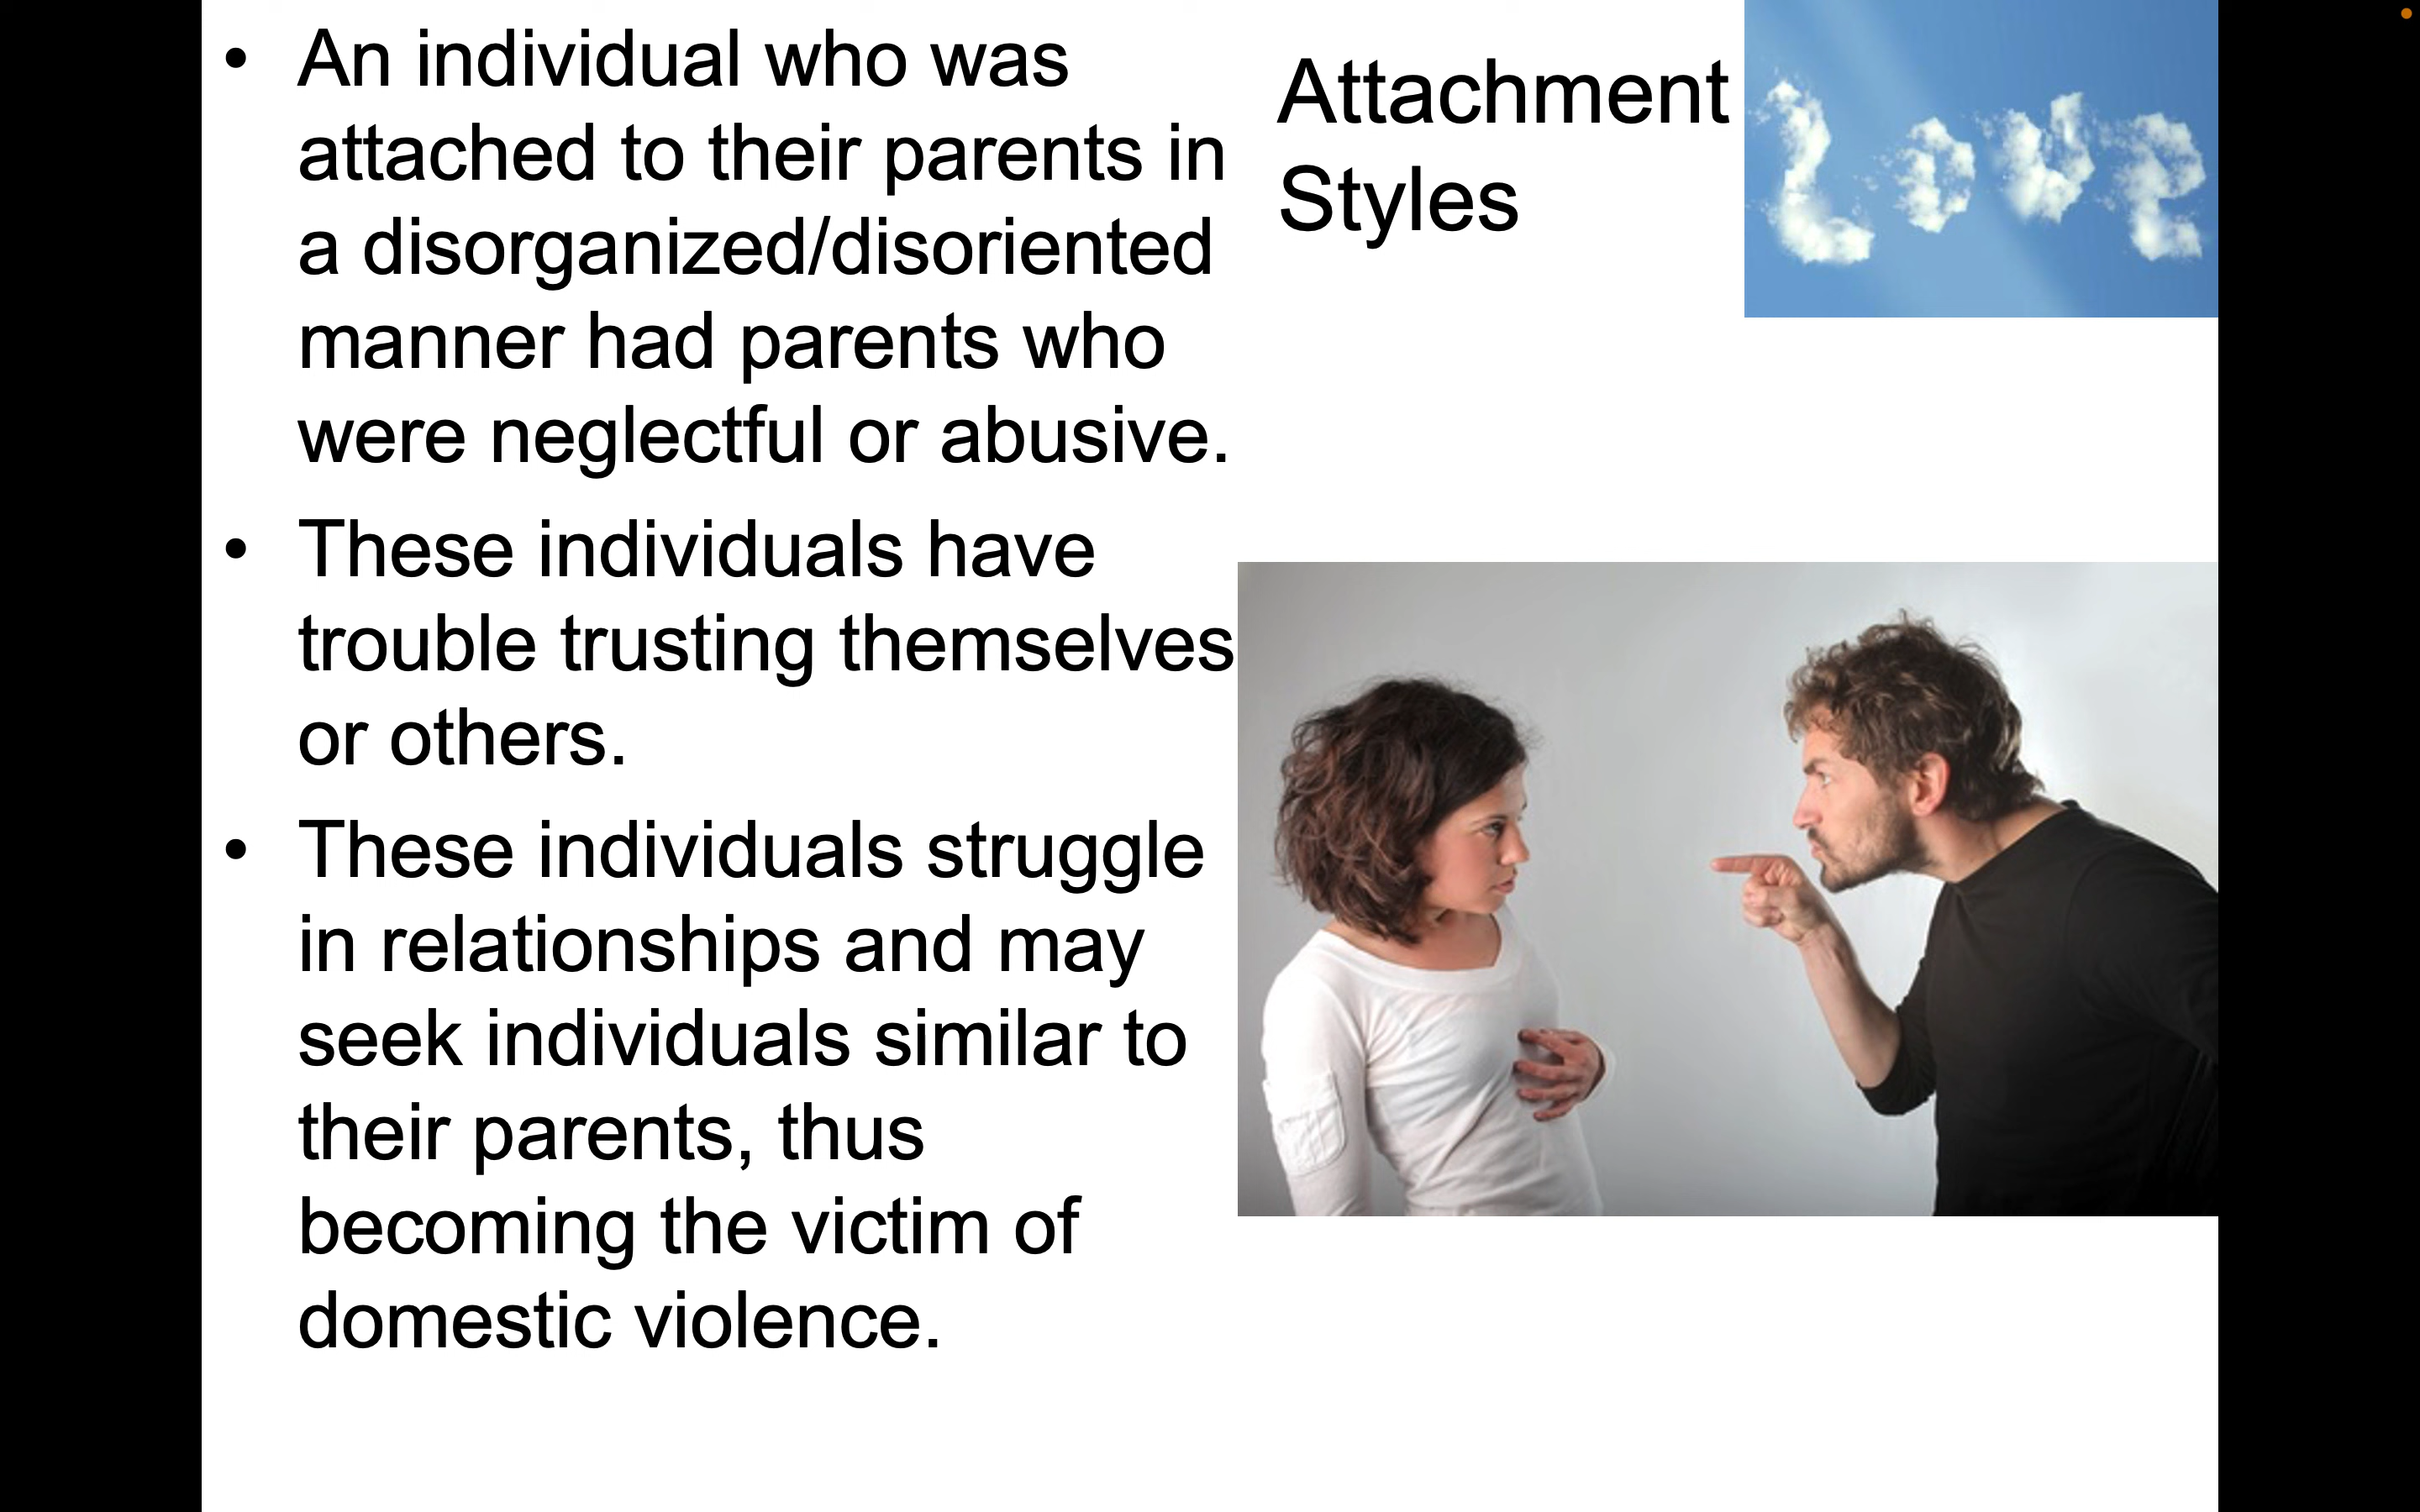 Attachment
Styles
Love
• An individual who was
attached to their parents in
a disorganized/disoriented
manner had parents who
were neglectful or abusive.
• These individuals have
trouble trusting themselves
or others.
• These individuals struggle
in relationships and may
seek individuals similar to
their parents, thus
becoming the victim of
domestic violence.